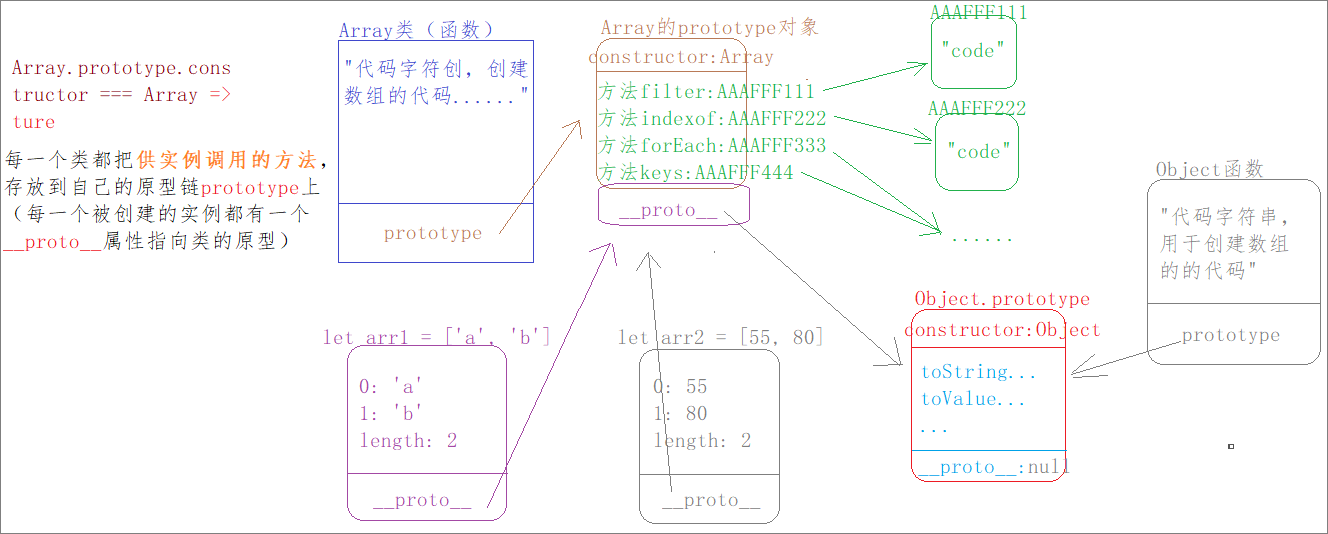 Array.prototype.cons
tructor === Array =>
ture
每一个类都把供实例调用的方法，
存放到自己的原型链prototype上
（每一个被创建的实例都有一个
__proto__属性指向类的原型）
Array类（函数）
"代码字符创，创建
数组的代码......"
prototype
Array的prototype对象
constructor:Array
方法filter:AAAFFF111
方法indexof:AAAFFF222
方法forEach:AAAFFF333
方法keys:AAAFFF444
__proto__
AAAFFF111
"code"
AAAFFF222
"code"
......
Object函数
"代码字符串，
用于创建数组
的的代码"
prototype
let arr1 = ['a', 'b']
0: 'a'
1: 'b'
length: 2
__proto__
let arr2 = [55, 80]
0: 55
1: 80
length: 2
__proto__
Object.prototype
constructor:Object
toString...
toValue...
...
__proto__:null